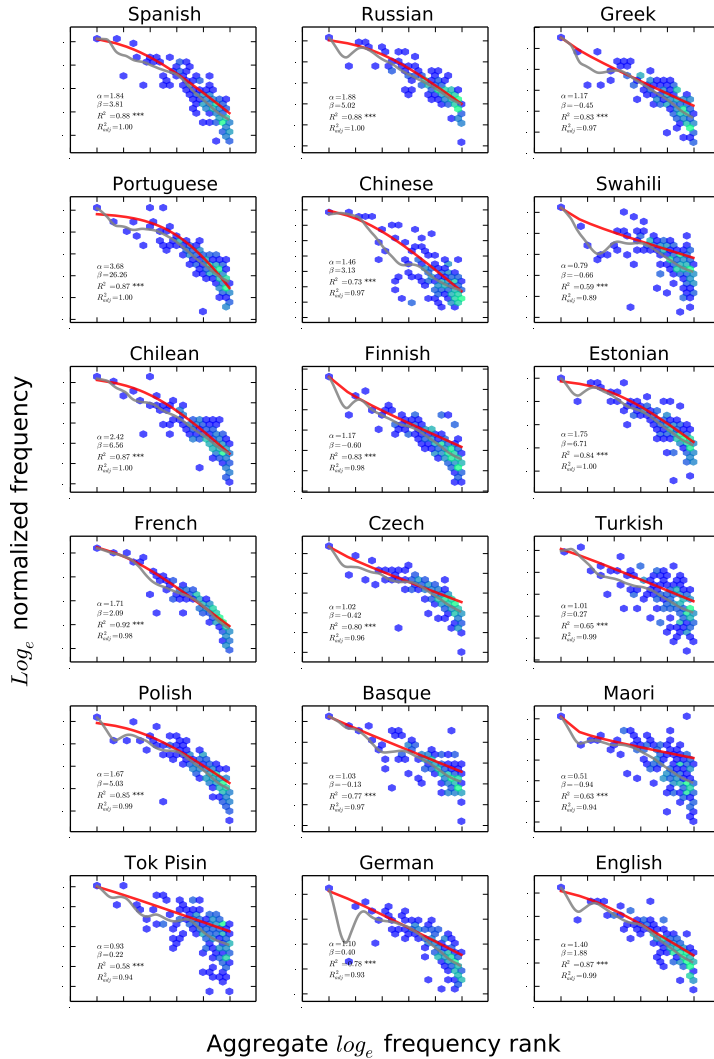 Spanish
α=1.84
β=3.81
R² =0.88 ***
R²adj=1.00
Russian
α=1.88
β=5.02
R² =0.88 ***
R²adj=1.00
Greek
α=1.17
β=−0.45
R² =0.83 ***
R²adj=0.97
Portuguese
α=3.68
β=26.26
R² =0.87 ***
R²adj=1.00
Chinese
α=1.46
β=3.13
R² =0.73 ***
R²adj=0.97
Swahili
α=0.79
β=−0.66
R² =0.59 ***
R²adj=0.89
Chilean
α=2.42
β=6.56
R² =0.87 ***
R²adj=1.00
Finnish
α=1.17
β=−0.60
R² =0.83 ***
R²adj=0.98
Estonian
α=1.75
β=6.71
R² =0.84 ***
R²adj=1.00
French
α=1.71
β=2.09
R² =0.92 ***
R²adj=0.98
Czech
α=1.02
β=−0.42
R² =0.80 ***
R²adj=0.96
Turkish
α=1.01
β=0.27
R² =0.65 ***
R²adj=0.99
Polish
α=1.67
β=5.03
R² =0.85 ***
R²adj=0.99
Basque
α=1.03
β=−0.13
R² =0.77 ***
R²adj=0.97
Maori
α=0.51
β=−0.94
R² =0.63 ***
R²adj=0.94
Tok Pisin
α=0.93
β=0.22
R² =0.58 ***
R²adj=0.94
German
α=1.10
β=0.40
R² =0.78 ***
R²adj=0.93
English
α=1.40
β=1.88
R² =0.87 ***
R²adj=0.99
Logₑ normalized frequency
Aggregate logₑ frequency rank